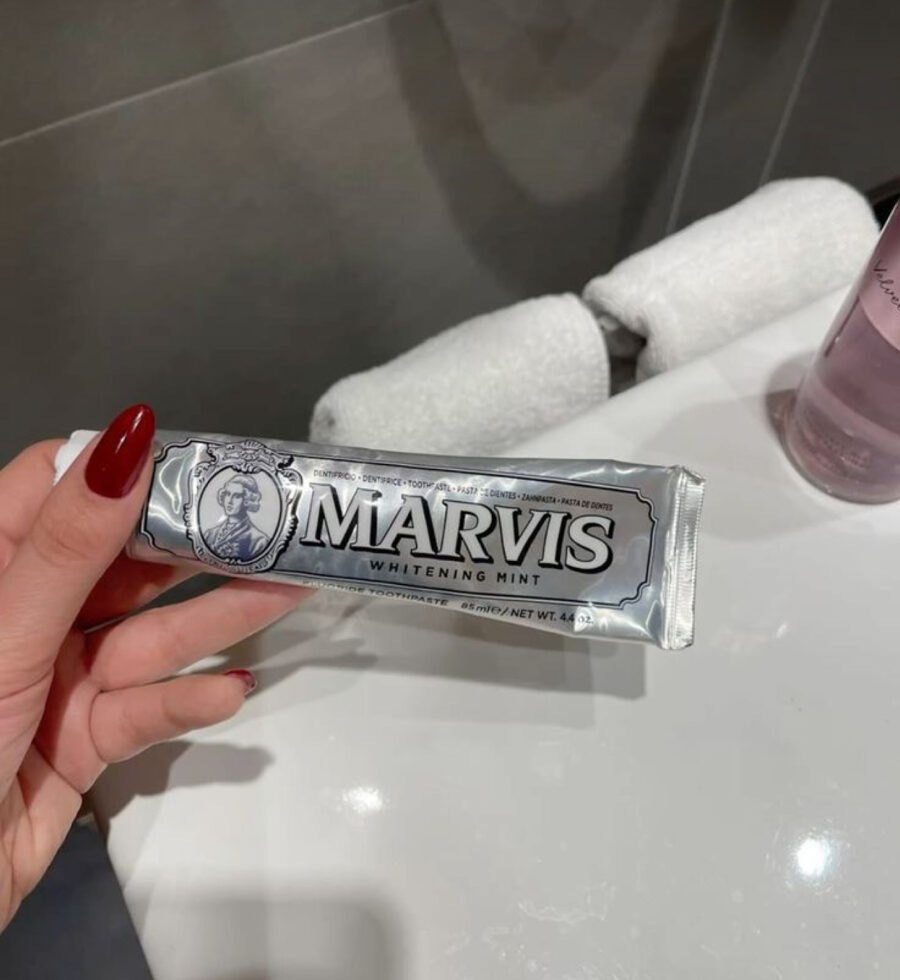 DENTIFRICIO • DENTIFRICE • TOOTHPASTE • PASTA DE DIENTES • ZAHNPASTA • PASTA DE DENTES
MARVIS
WHITENING MINT
FLUORIDE TOOTHPASTE 85ml℮/ NET WT. 4.4 oz.